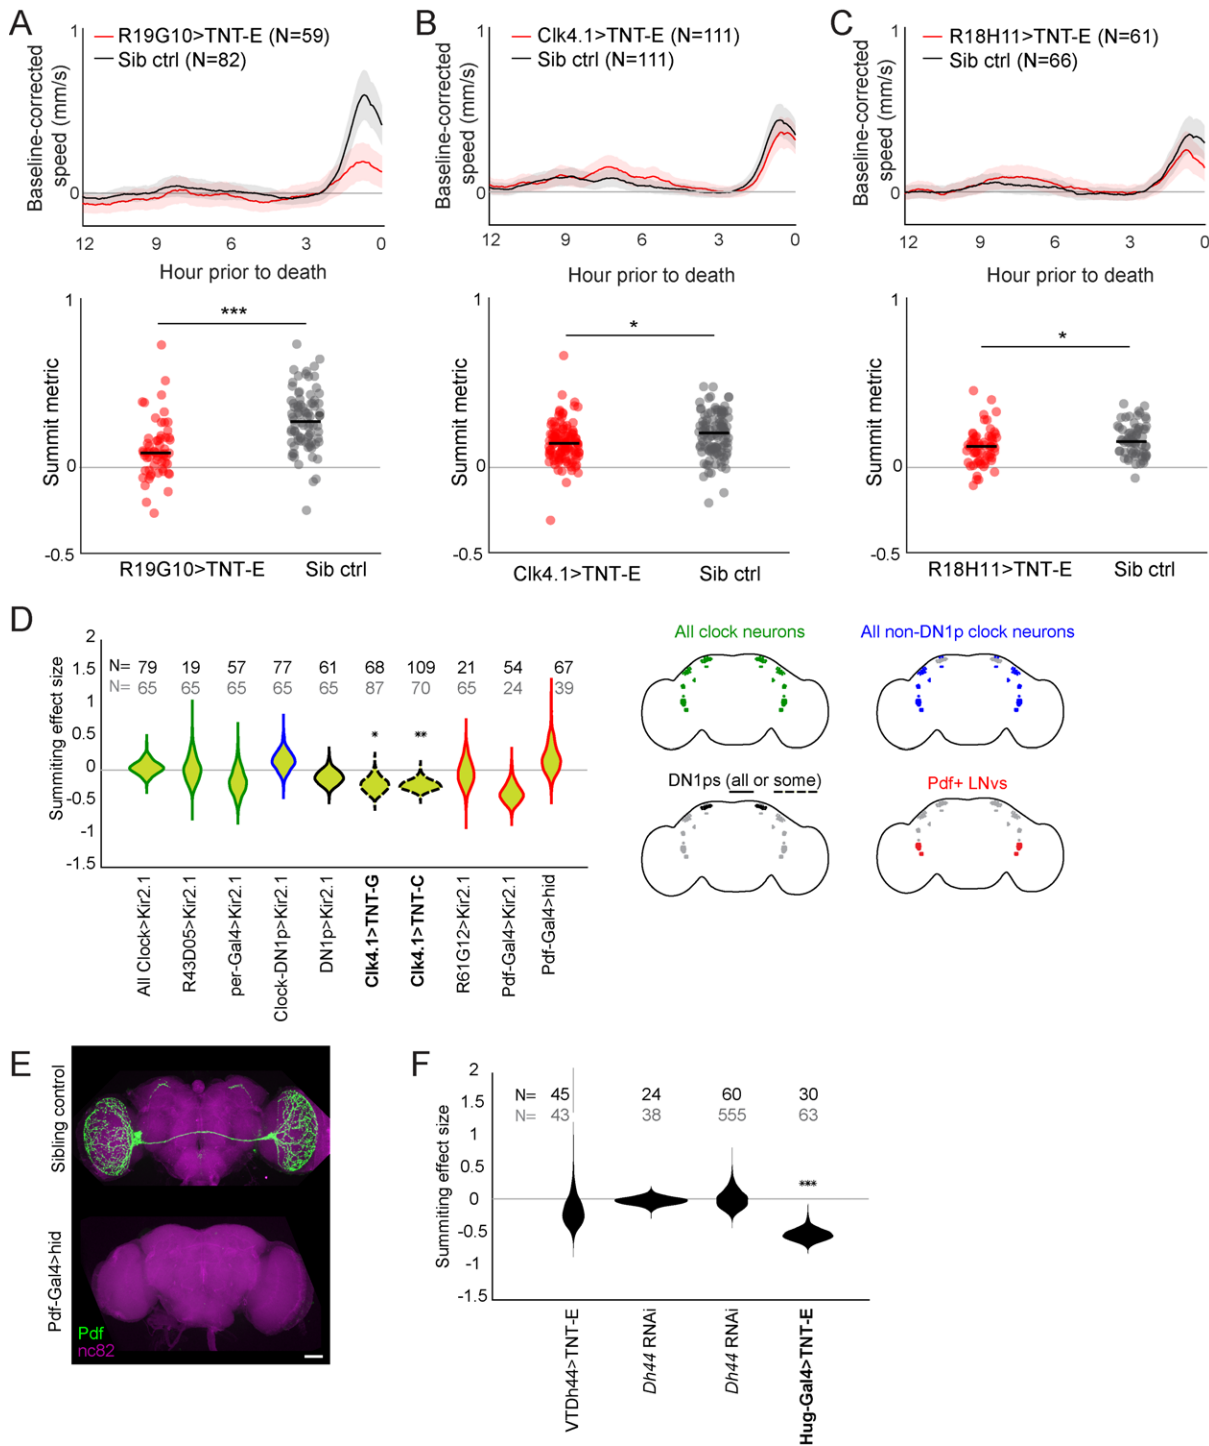 A
R19G10>TNT-E (N=59)
Sib ctrl (N=82)
Baseline-corrected
speed (mm/s)
1
0
12
9
6
3
0
Hour prior to death
Summit metric
1
0
-0.5
***
R19G10>TNT-E
Sib ctrl
B
Clk4.1>TNT-E (N=111)
Sib ctrl (N=111)
Baseline-corrected
speed (mm/s)
1
0
12
9
6
3
0
Hour prior to death
Summit metric
1
0
-0.5
*
Clk4.1>TNT-E
Sib ctrl
C
R18H11>TNT-E (N=61)
Sib ctrl (N=66)
Baseline-corrected
speed (mm/s)
1
0
12
9
6
3
0
Hour prior to death
Summit metric
1
0
-0.5
*
R18H11>TNT-E
Sib ctrl
D
Summiting effect size
2
1.5
1
0.5
0
-0.5
-1
-1.5
N= 79 19 57 77 61 68 109 21 54 67
N= 65 65 65 65 65 87 70 65 24 39
* **
All Clock>Kir2.1
R43D05>Kir2.1
per-Gal4>Kir2.1
Clock-DN1p>Kir2.1
DN1p>Kir2.1
Clk4.1>TNT-G
Clk4.1>TNT-C
R61G12>Kir2.1
Pdf-Gal4>Kir2.1
Pdf-Gal4>hid
All clock neurons
All non-DN1p clock neurons
DN1ps (all or some)
Pdf+ LNvs
E
Sibling control
Pdf-Gal4>hid
Pdf
nc82
F
Summiting effect size
2
1.5
1
0.5
0
-0.5
-1
-1.5
N= 45 24 60 30
N= 43 38 555 63
***
VTDh44>TNT-E
Dh44 RNAi
Dh44 RNAi
Hug-Gal4>TNT-E